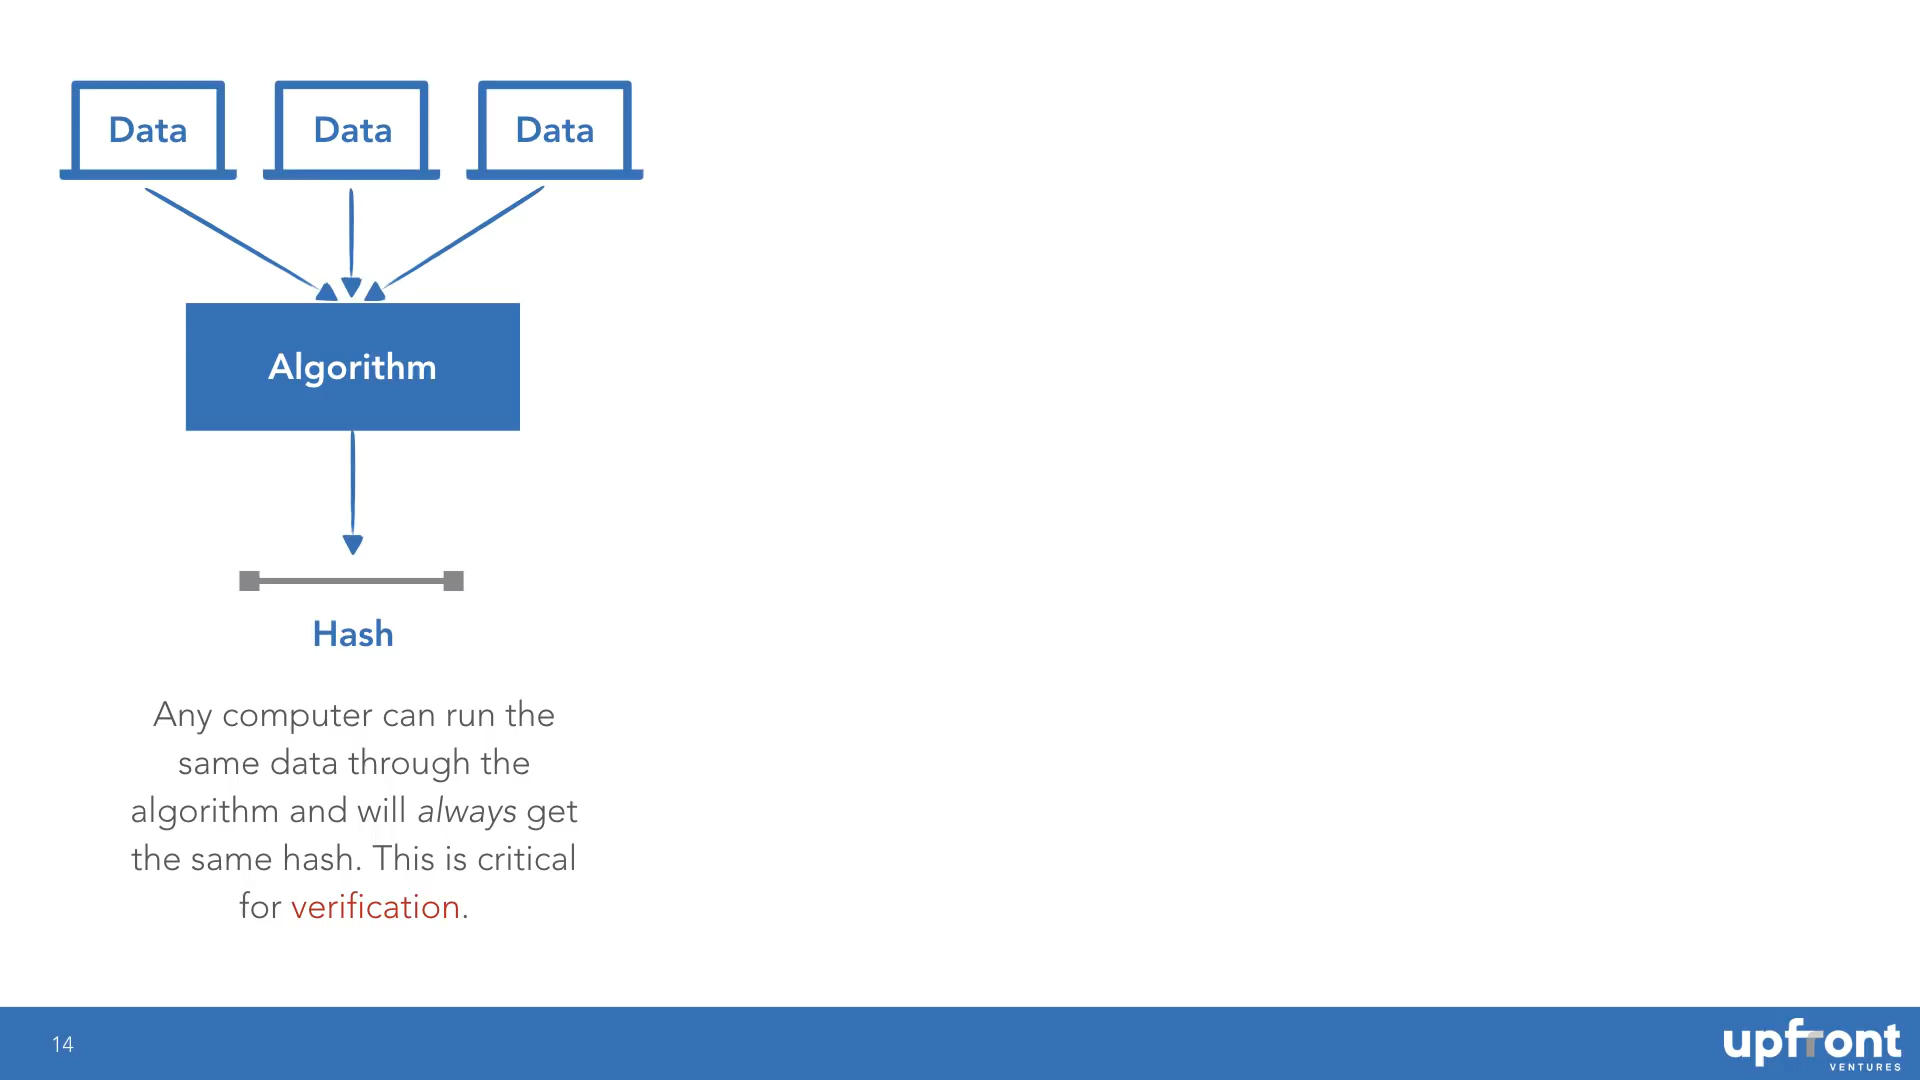 Data Data Data
Algorithm
Hash
Any computer can run the
same data through the
algorithm and will always get
the same hash. This is critical
for verification.
14
upfront
VENTURES